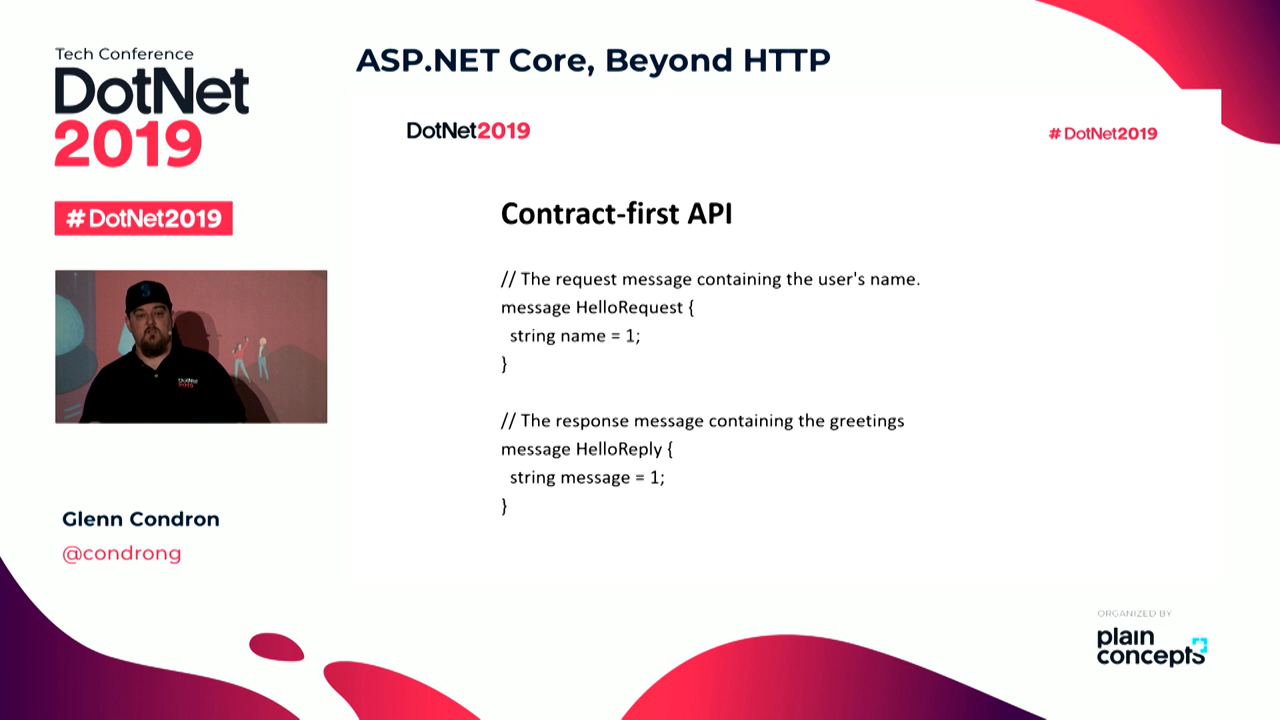 Tech Conference
DotNet
2019
#DotNet2019
ASP.NET Core, Beyond HTTP
DotNet2019
#DotNet2019
Contract-first API
// The request message containing the user's name.
message HelloRequest {
string name = 1;
}
// The response message containing the greetings
message HelloReply {
string message = 1;
}
Glenn Condron
@condrong
ORGANIZED BY
plain
concepts